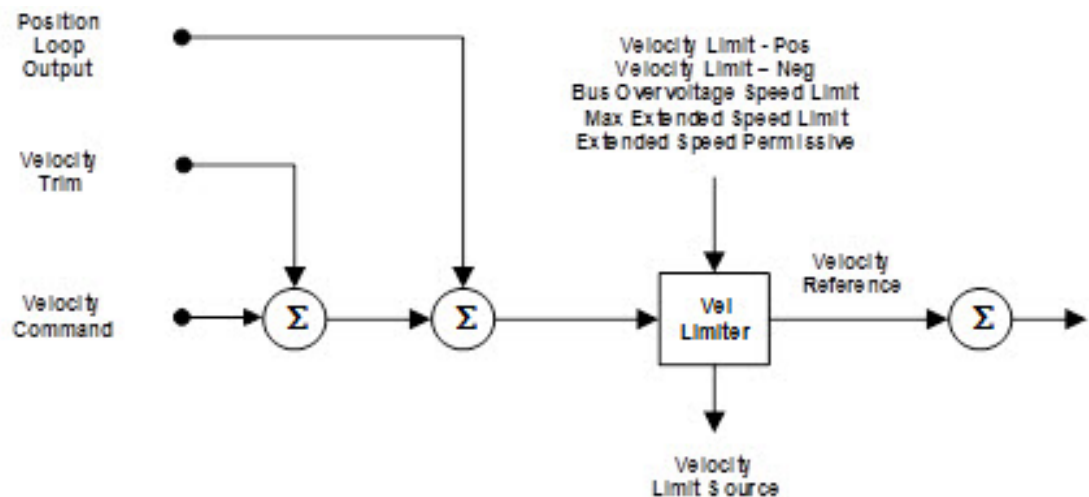 Position
Loop
Output
Velocity Limit - Pos
Velocity Limit – Neg
Bus Overvoltage Speed Limit
Max Extended Speed Limit
Extended Speed Permissive
Velocity
Trim
Velocity
Reference
Velocity
Command
Σ
Σ
Vel
Limiter
Σ
Velocity
Limit Source